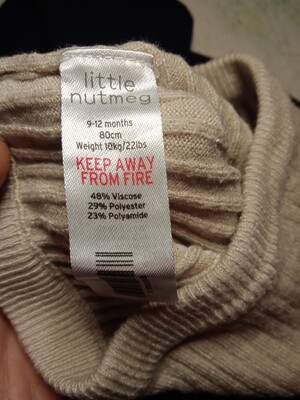 little
nutmeg
9-12 months
80cm
Weight 10kg/22lbs
KEEP AWAY
FROM FIRE
48% Viscose
29% Polyester
23% Polyamide